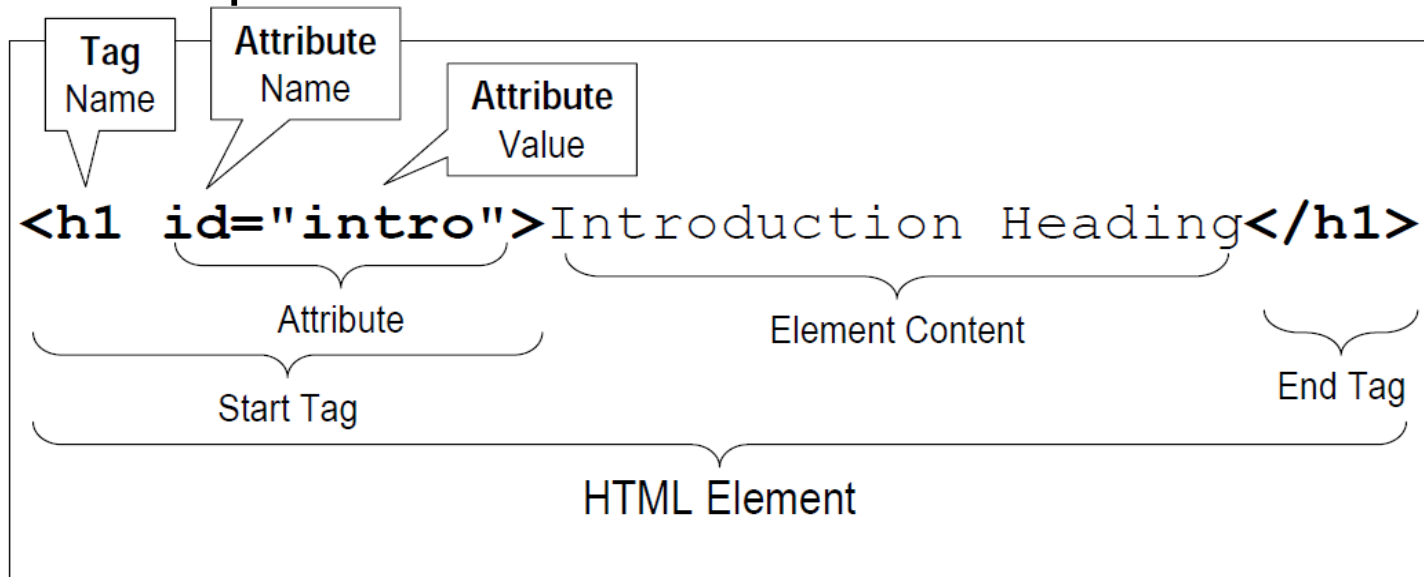 Tag
Name
Attribute
Name
Attribute
Value
<h1 id="intro">Introduction Heading</h1>
Attribute
Element Content
Start Tag
End Tag
HTML Element